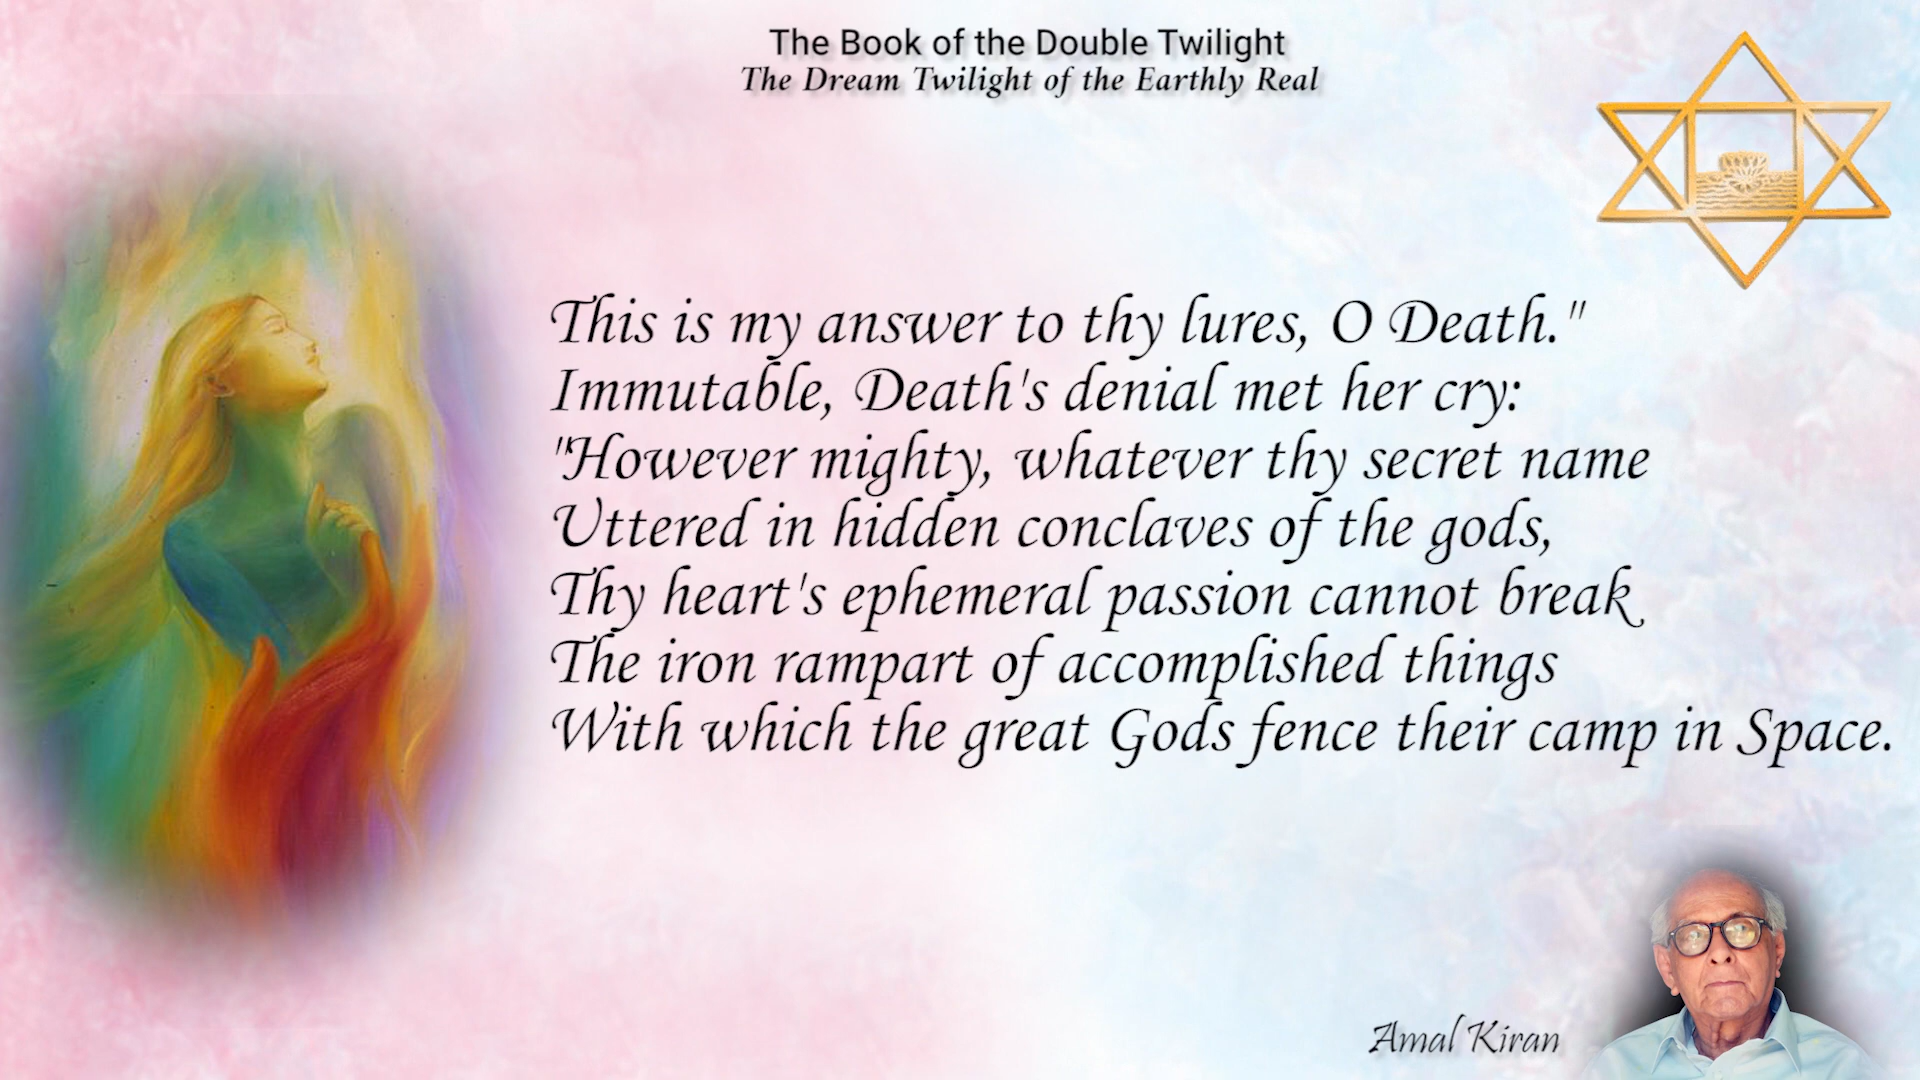 The Book of the Double Twilight
The Dream Twilight of the Earthly Real
This is my answer to thy lures, O Death."
Immutable, Death's denial met her cry:
"However mighty, whatever thy secret name
Uttered in hidden conclaves of the gods,
Thy heart's ephemeral passion cannot break
The iron rampart of accomplished things
With which the great Gods fence their camp in Space.
Amal Kiran